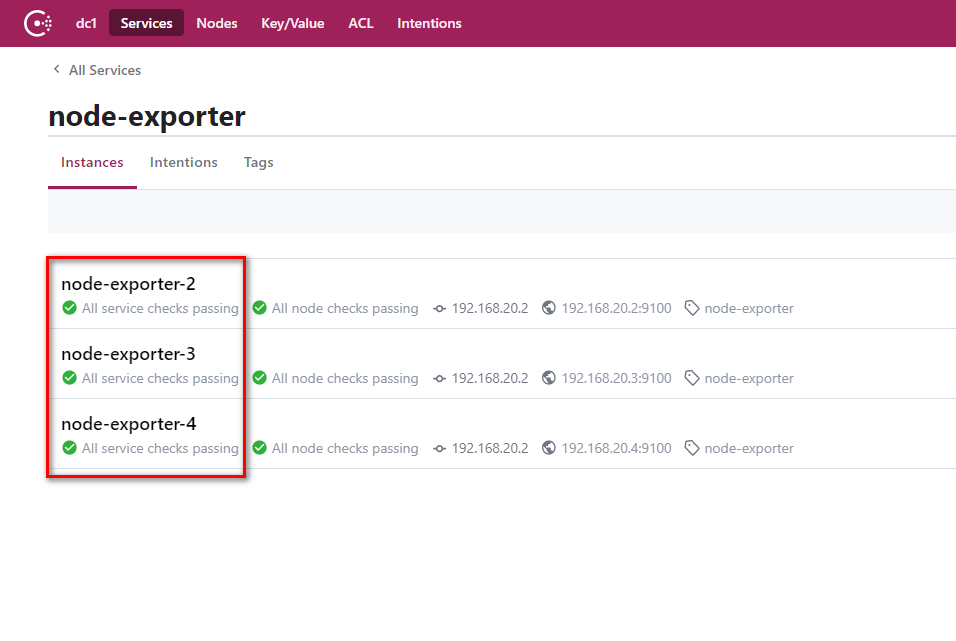 dc1 Services Nodes Key/Value ACL Intentions
All Services
node-exporter
Instances Intentions Tags
node-exporter-2
All service checks passing All node checks passing 192.168.20.2 192.168.20.2:9100 node-exporter
node-exporter-3
All service checks passing All node checks passing 192.168.20.2 192.168.20.3:9100 node-exporter
node-exporter-4
All service checks passing All node checks passing 192.168.20.2 192.168.20.4:9100 node-exporter